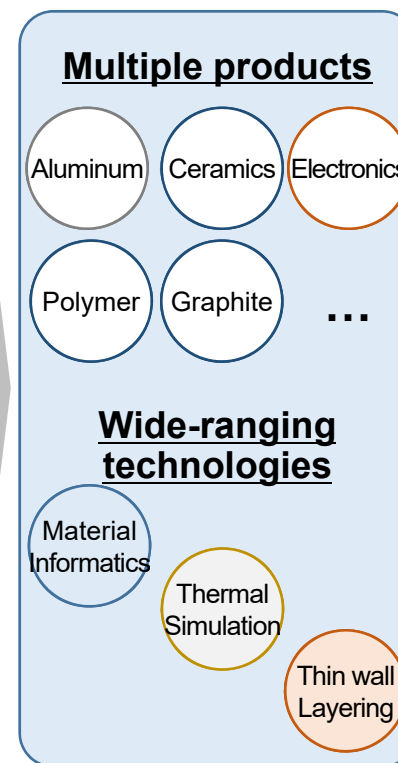 Multiple products
Aluminum
Ceramics
Electronics
Polymer
Graphite
...
Wide-ranging
technologies
Material
Informatics
Thermal
Simulation
Thin wall
Layering